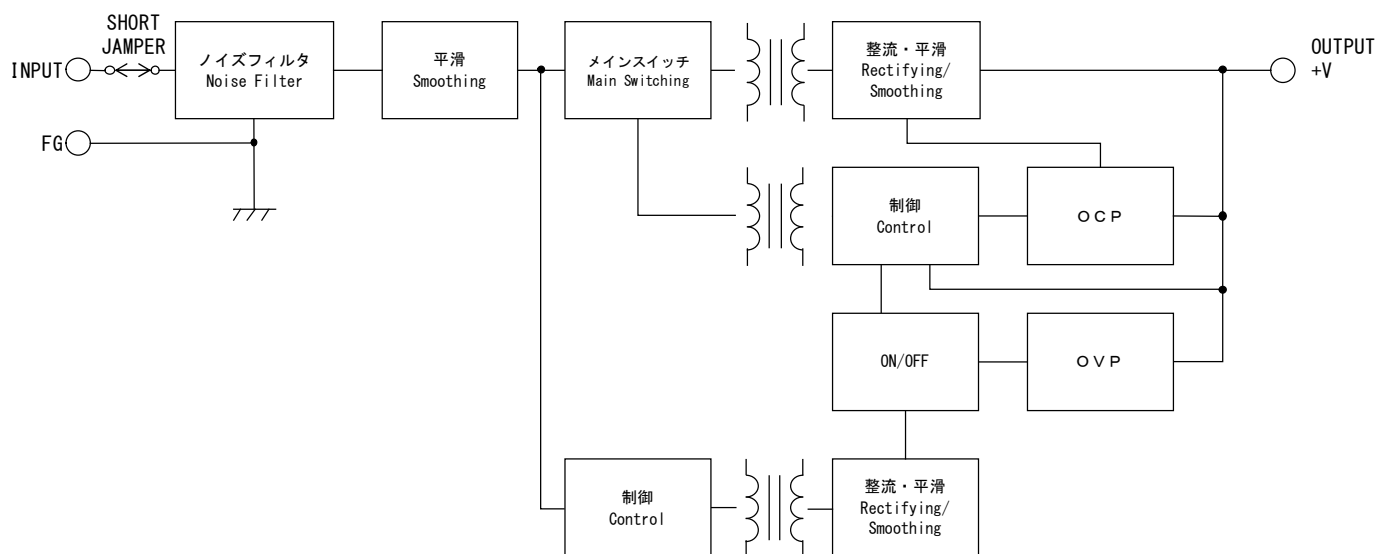 SHORT
JAMPER
INPUT
FG
ノイズフィルタ
Noise Filter
平滑
Smoothing
メインスイッチ
Main Switching
整流・平滑
Rectifying/
Smoothing
OUTPUT
+V
制御
Control
ＯＣＰ
ON/OFF
ＯＶＰ
制御
Control
整流・平滑
Rectifying/
Smoothing